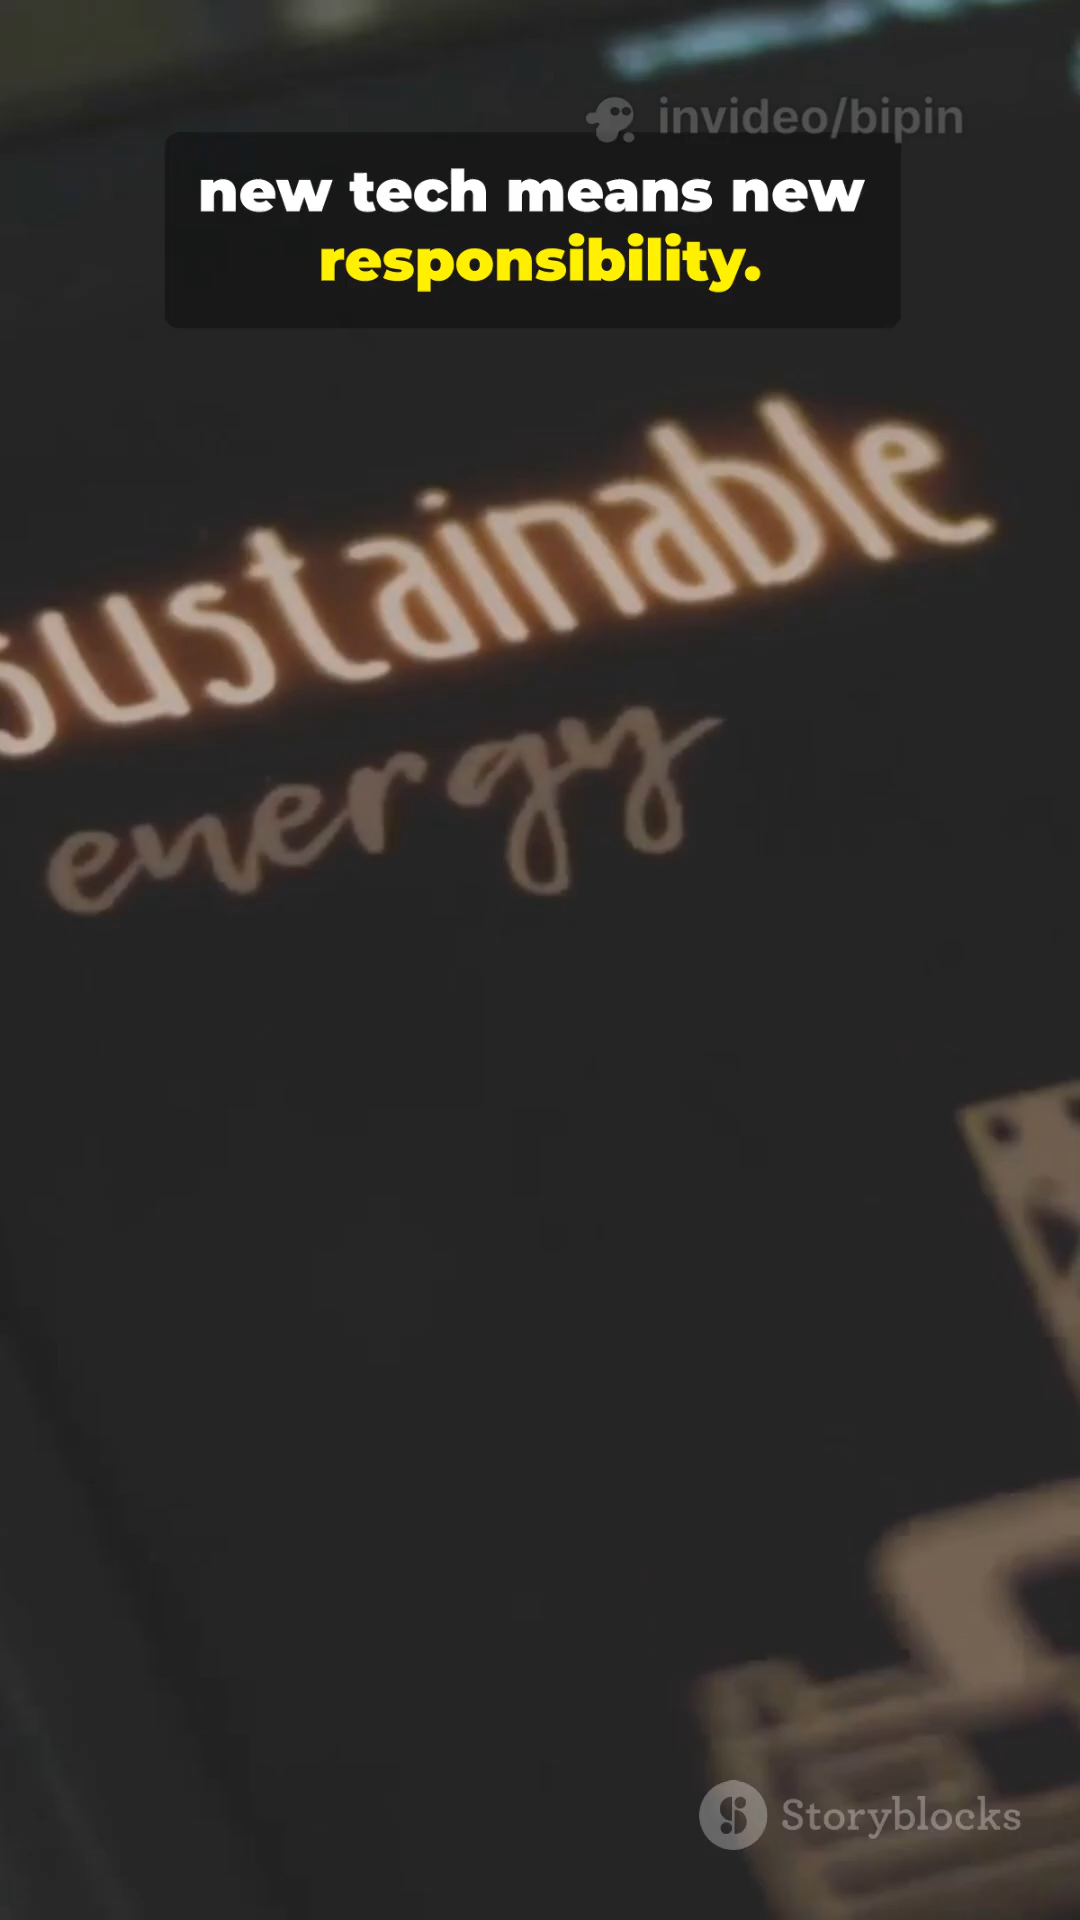 invideo/bipin
new tech means new
responsibility.
sustainable
energy
Storyblocks